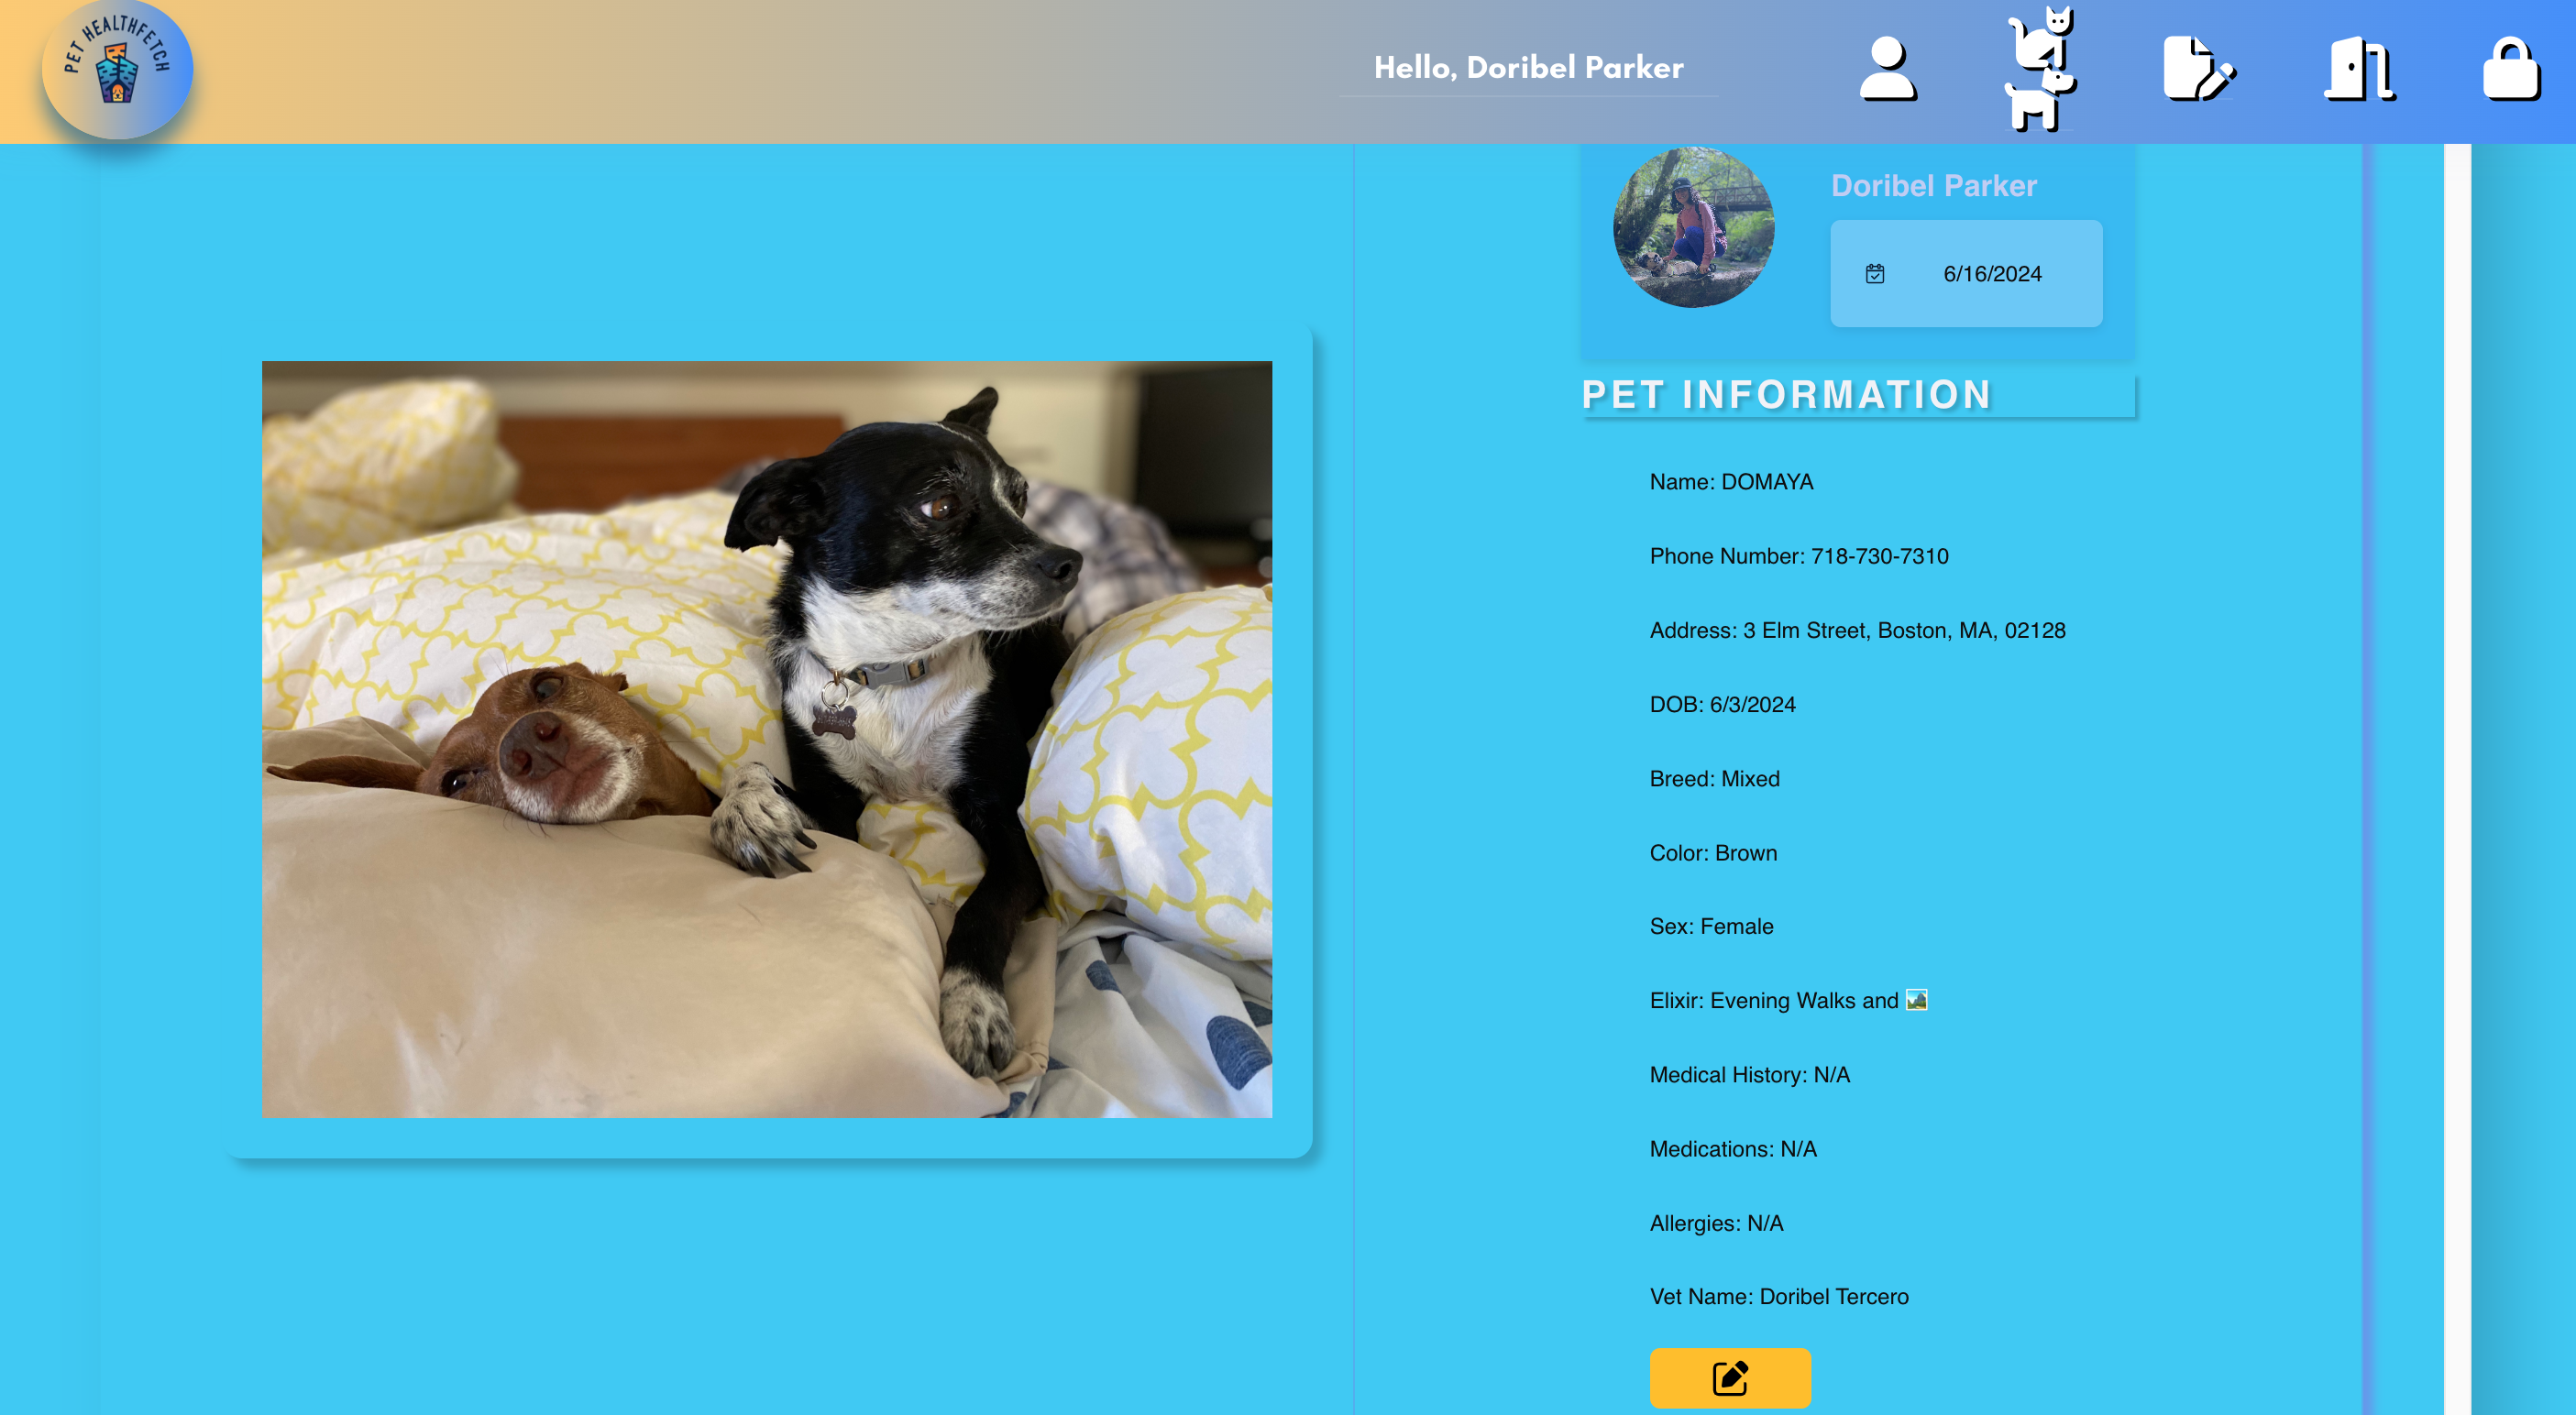 PET HEALTHFETCH
Hello, Doribel Parker
Doribel Parker
6/16/2024
PET INFORMATION
Name: DOMAYA
Phone Number: 718-730-7310
Address: 3 Elm Street, Boston, MA, 02128
DOB: 6/3/2024
Breed: Mixed
Color: Brown
Sex: Female
Elixir: Evening Walks and 🏞️
Medical History: N/A
Medications: N/A
Allergies: N/A
Vet Name: Doribel Tercero